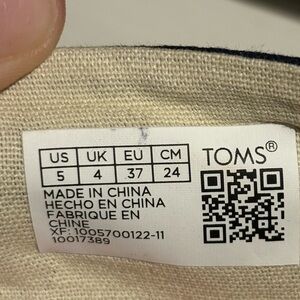 US UK EU CM TOMS®
5 4 37 24
MADE IN CHINA
HECHO EN CHINA
FABRIQUE EN
CHINE
XF: 1005700122-11
10017389